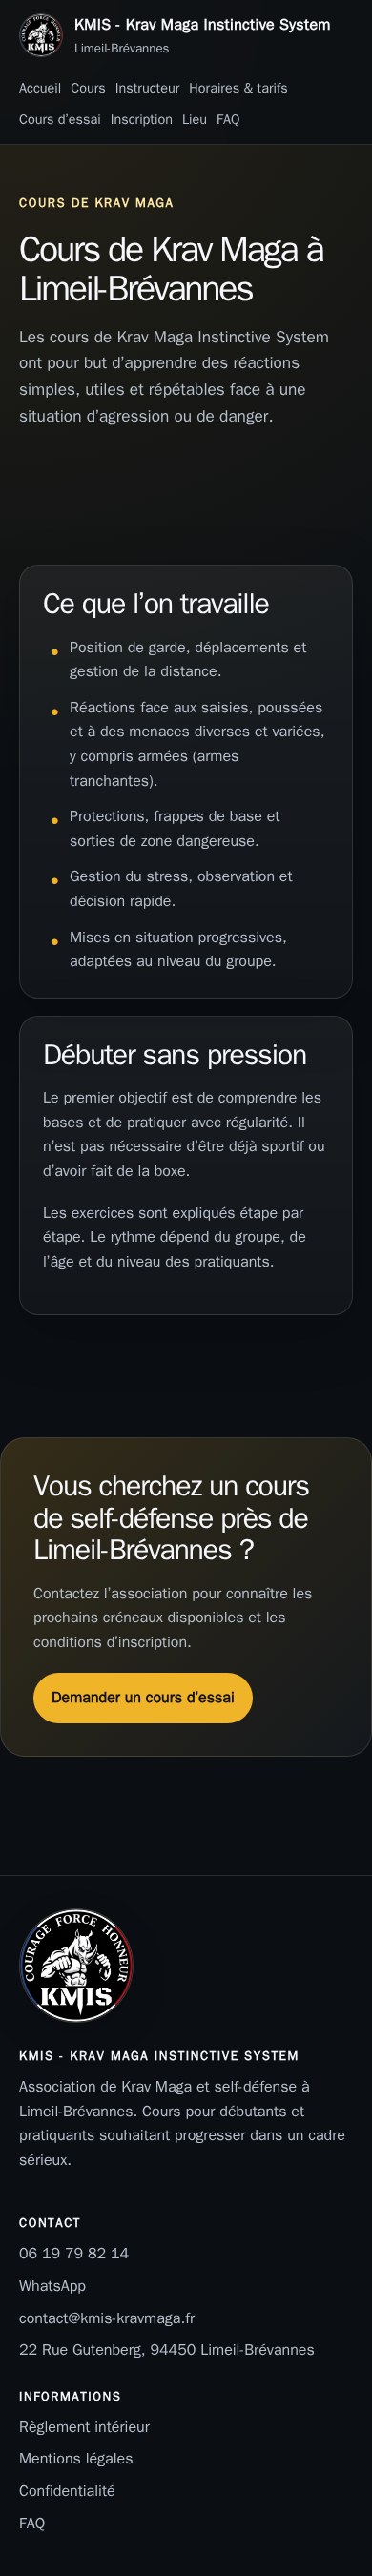 COURAGE FORCE HONNEUR
KMIS
KMIS - Krav Maga Instinctive System
Limeil-Brévannes
Accueil Cours Instructeur Horaires & tarifs
Cours d'essai Inscription Lieu FAQ
COURS DE KRAV MAGA
Cours de Krav Maga à
Limeil-Brévannes
Les cours de Krav Maga Instinctive System
ont pour but d'apprendre des réactions
simples, utiles et répétables face à une
situation d'agression ou de danger.
Ce que l'on travaille
Position de garde, déplacements et
gestion de la distance.
Réactions face aux saisies, poussées
et à des menaces diverses et variées,
y compris armées (armes
tranchantes).
Protections, frappes de base et
sorties de zone dangereuse.
Gestion du stress, observation et
décision rapide.
Mises en situation progressives,
adaptées au niveau du groupe.
Débuter sans pression
Le premier objectif est de comprendre les
bases et de pratiquer avec régularité. Il
n'est pas nécessaire d'être déjà sportif ou
d'avoir fait de la boxe.
Les exercices sont expliqués étape par
étape. Le rythme dépend du groupe, de
l'âge et du niveau des pratiquants.
Vous cherchez un cours
de self-défense près de
Limeil-Brévannes ?
Contactez l'association pour connaître les
prochains créneaux disponibles et les
conditions d'inscription.
Demander un cours d'essai
COURAGE FORCE HONNEUR
KMIS
KMIS - KRAV MAGA INSTINCTIVE SYSTEM
Association de Krav Maga et self-défense à
Limeil-Brévannes. Cours pour débutants et
pratiquants souhaitant progresser dans un cadre
sérieux.
CONTACT
06 19 79 82 14
WhatsApp
contact@kmis-kravmaga.fr
22 Rue Gutenberg, 94450 Limeil-Brévannes
INFORMATIONS
Règlement intérieur
Mentions légales
Confidentialité
FAQ